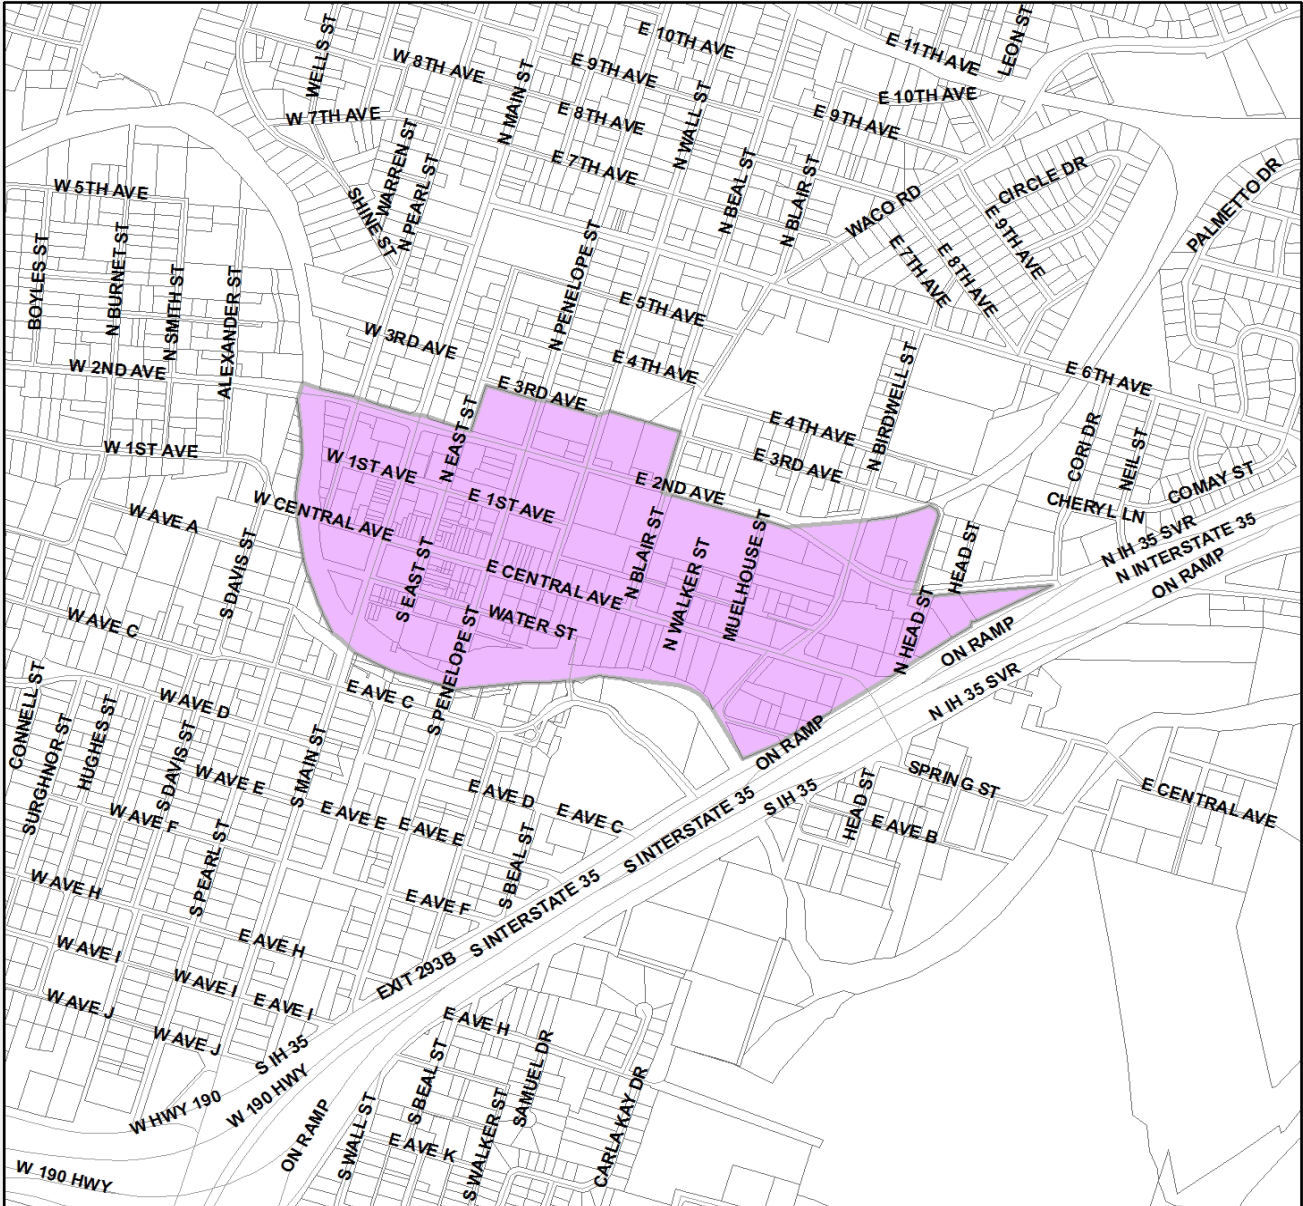 WELLS ST
E 10TH AVE
E 11TH AVE
LEON ST
W 8TH AVE
E 9TH AVE
E 10TH AVE
W 7TH AVE
N MAIN ST
E 8TH AVE
N WALL ST
E 9TH AVE
WARREN ST
N PEARL ST
SHINE ST
E 7TH AVE
N BEAL ST
N BLAIR ST
WACO RD
CIRCLE DR
PALMETTO DR
W 5TH AVE
E 7TH AVE
E 8TH AVE
E 9TH AVE
BOYLES ST
N BURNET ST
N SMITH ST
ALEXANDER ST
N PENELOPE ST
E 5TH AVE
W 3RD AVE
E 4TH AVE
W 2ND AVE
E 3RD AVE
N BIRDWELL ST
E 6TH AVE
E 4TH AVE
W 1ST AVE
W 1ST AVE
N EAST ST
E 3RD AVE
CORI DR
NEIL ST
COMAY ST
E 2ND AVE
CHERYL LN
W CENTRAL AVE
E 1ST AVE
W AVE A
N BLAIR ST
MUELHOUSE ST
HEAD ST
N IH 35 SVR
N INTERSTATE 35
ON RAMP
S DAVIS ST
S EAST ST
E CENTRAL AVE
N WALKER ST
WATER ST
W AVE C
S PENELOPE ST
N HEAD ST
ON RAMP
CONNELL ST
SURGHNOR ST
HUGHES ST
W AVE D
E AVE C
N IH 35 SVR
S DAVIS ST
S MAIN ST
ON RAMP
W AVE E
E AVE D
SPRING ST
E CENTRAL AVE
W AVE F
E AVE E
E AVE E
E AVE C
S INTERSTATE 35
S IH 35
HEAD ST
E AVE B
S PEARL ST
S BEAL ST
W AVE H
E AVE F
S INTERSTATE 35
W AVE I
E AVE H
EXIT 293B
W AVE I
E AVE I
W AVE J
W AVE J
S IH 35
E AVE H
W HWY 190
W 190 HWY
S BEAL ST
SAMUEL DR
ON RAMP
S WALL ST
E AVE K
S WALKER ST
CARLA KAY DR
W 190 HWY